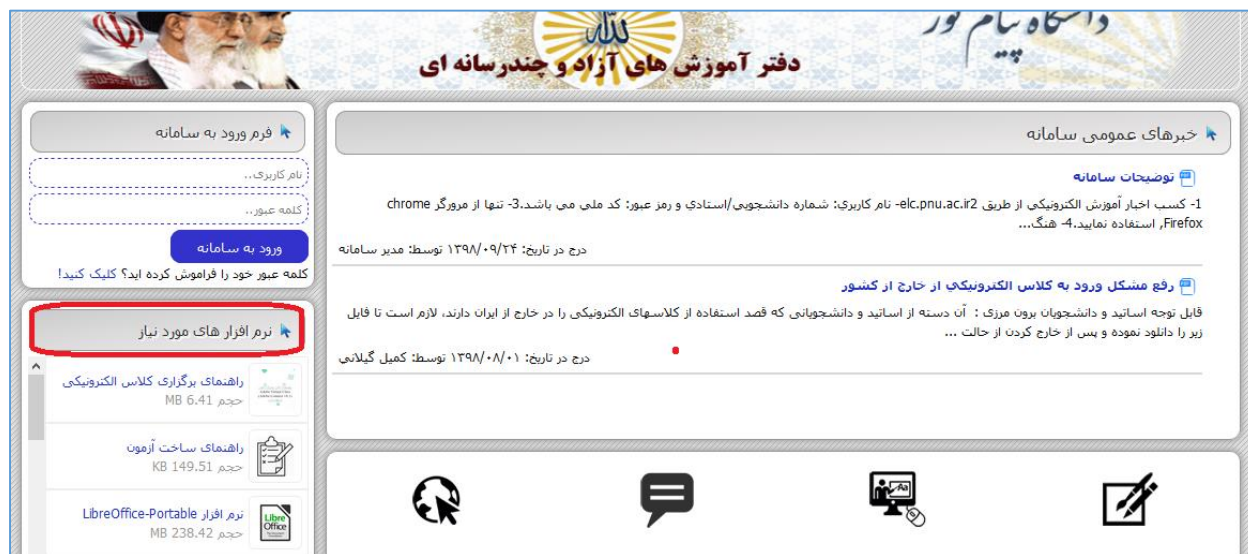 دانشگاه پیام نور
دفتر آموزش های آزاد و چندرسانه ای
خبرهای عمومی سامانه
توضیحات سامانه
1- کسب اخبار آموزش الکترونیکی از طریق elc.pnu.ac.ir2- نام کاربري: شماره دانشجویی/استادي و رمز عبور: کد ملي مي باشد.3- تنها از مرورگر chrome
Firefox, استفاده نمایید.4- هنگ...
درج در تاریخ: ۱۳۹۸/۰۹/۲۴ توسط: مدیر سامانه
رفع مشکل ورود به کلاس الکترونیکي از خارج از کشور
قابل توجه اساتید و دانشجویان برون مرزی : آن دسته از اساتید و دانشجویانی که قصد استفاده از کلاسهای الکترونیکی را در خارج از ایران دارند، لازم است تا فایل
زیر را دانلود نموده و پس از خارج کردن از حالت ...
درج در تاریخ: ۱۳۹۸/۰۸/۰۱ توسط: کمیل گیلاني
فرم ورود به سامانه
نام کاربری..
کلمه عبور..
ورود به سامانه
کلمه عبور خود را فراموش کرده اید؟ کلیک کنید!
نرم افزار های مورد نیاز
راهنمای برگزاری کلاس الکترونیکی
حجم 6.41 MB
راهنمای ساخت آزمون
حجم 149.51 KB
Libre
Office
نرم افزار LibreOffice-Portable
حجم 238.42 MB